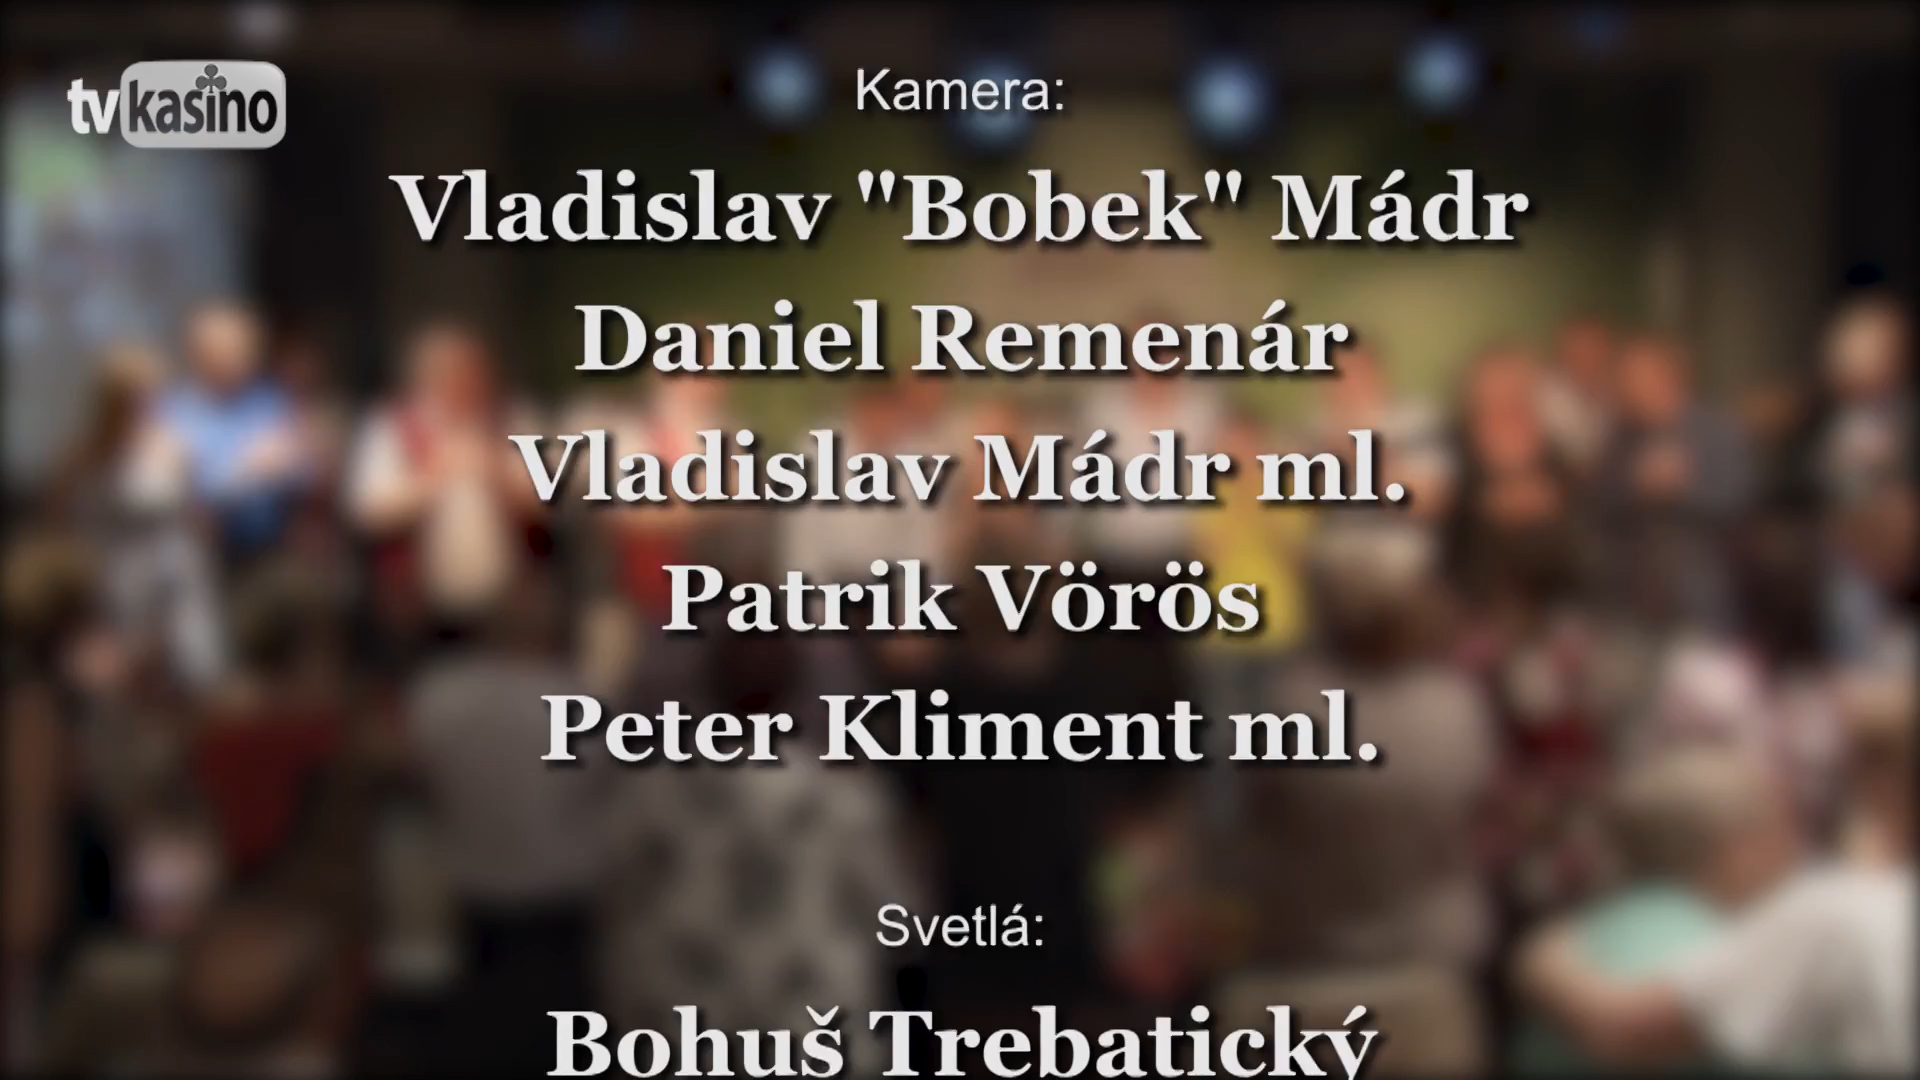 tvkasino
Kamera:
Vladislav "Bobek" Mádr
Daniel Remenár
Vladislav Mádr ml.
Patrik Vörös
Peter Kliment ml.
Svetlá:
Bohuš Trebatický